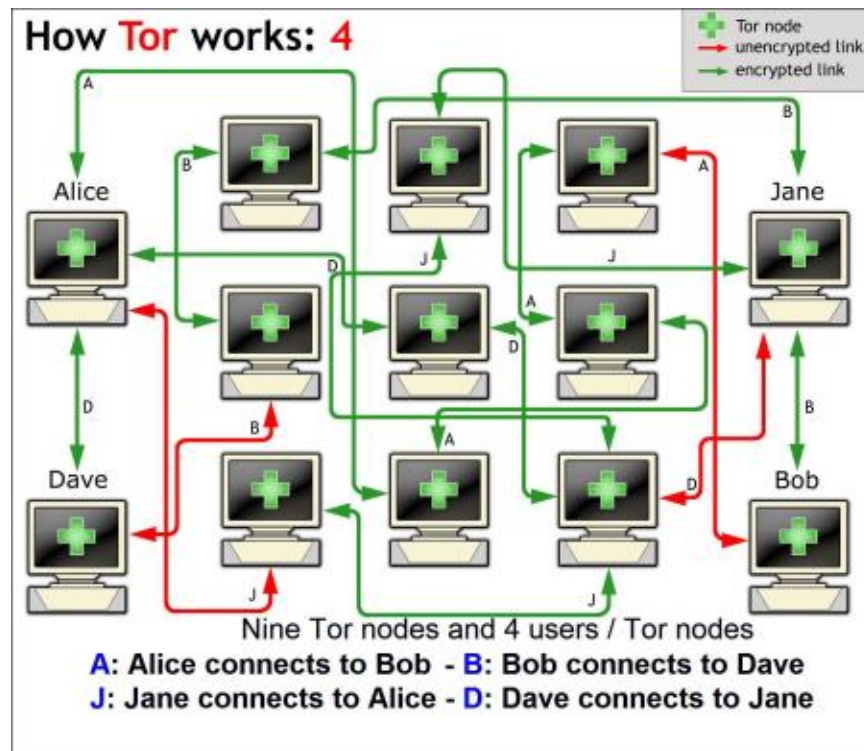 How Tor works: 4
Tor node
unencrypted link
encrypted link
A
B
B
A
Alice
Jane
J
J
D
A
D
D
B
B
A
D
Dave
Bob
J
J
Nine Tor nodes and 4 users / Tor nodes
A: Alice connects to Bob - B: Bob connects to Dave
J: Jane connects to Alice - D: Dave connects to Jane